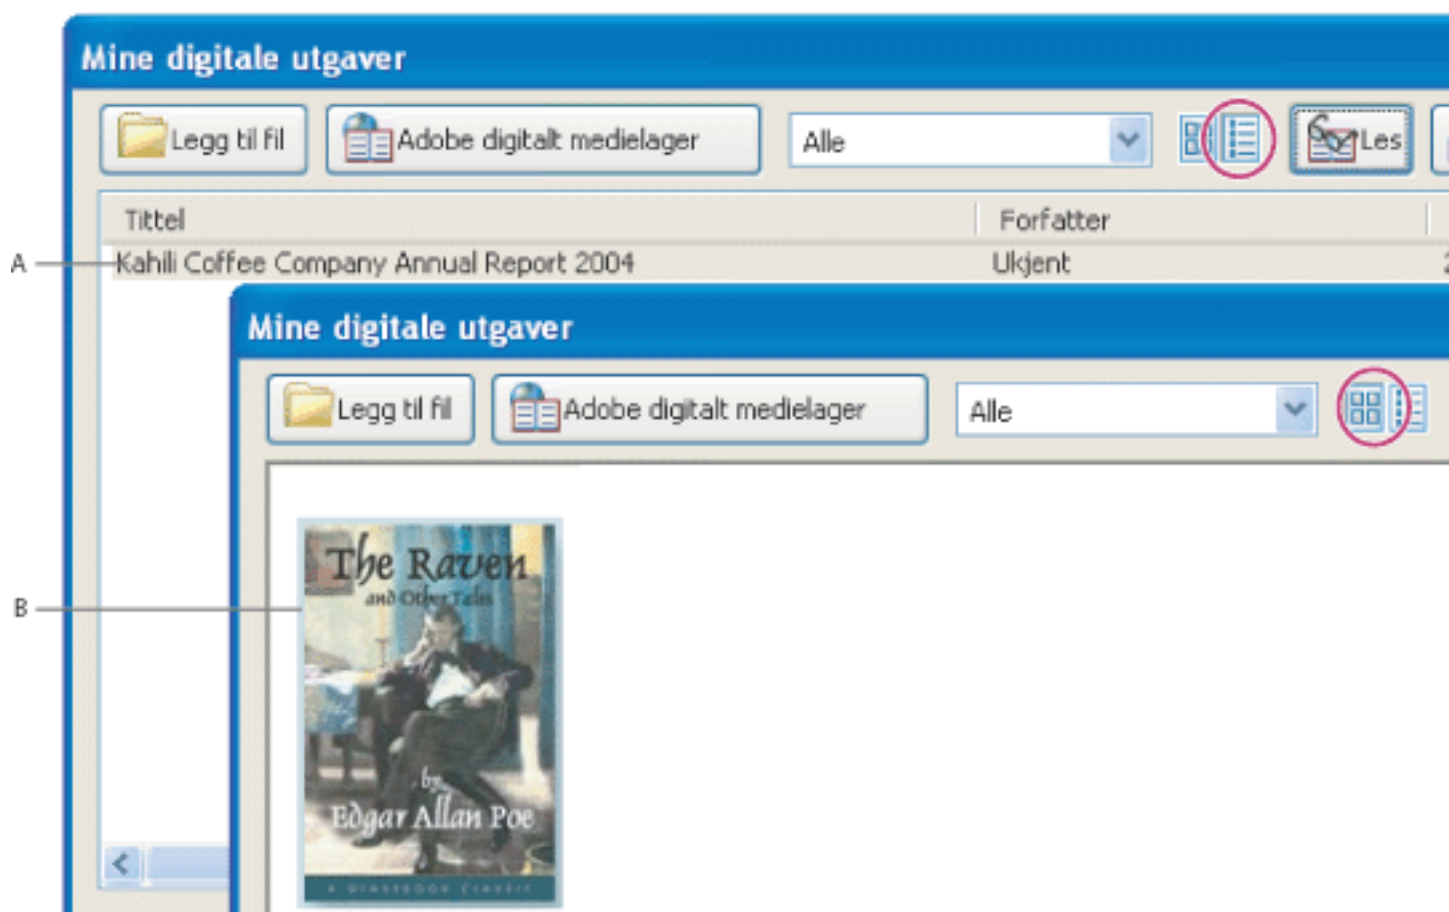 Mine digitale utgaver
Legg til fil
Adobe digitalt medielager
Alle
Les
Tittel
Forfatter
A
Kahili Coffee Company Annual Report 2004
Ukjent
Mine digitale utgaver
Legg til fil
Adobe digitalt medielager
Alle
B
The Raven
and Other Tales
by
Edgar Allan Poe
A GLASSBOOK CLASSIC